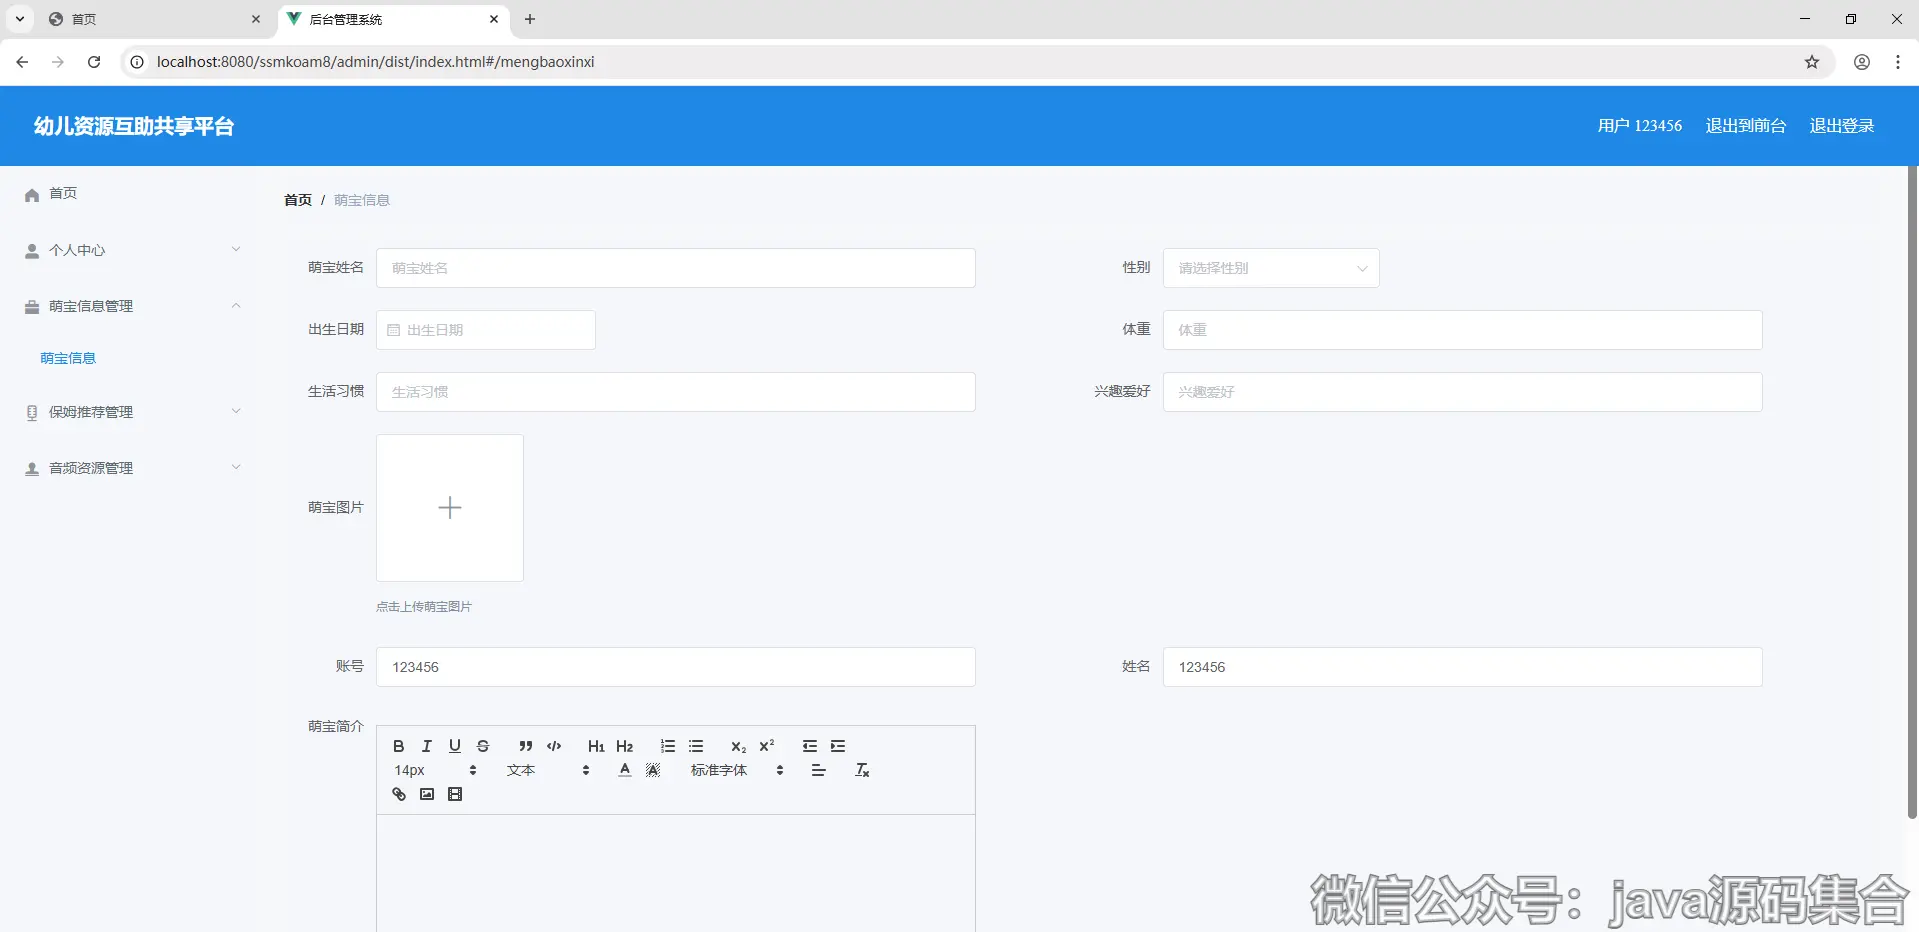 首页
后台管理系统
localhost:8080/ssmkoam8/admin/dist/index.html#/mengbaoxinxi
幼儿资源互助共享平台
用户 123456 退出到前台 退出登录
首页
个人中心
萌宝信息管理
萌宝信息
保姆推荐管理
音频资源管理
首页 / 萌宝信息
萌宝姓名 萌宝姓名
性别 请选择性别
出生日期 出生日期
体重 体重
生活习惯 生活习惯
兴趣爱好 兴趣爱好
萌宝图片
点击上传萌宝图片
账号 123456
姓名 123456
萌宝简介
B I U S H1 H2 X2 X2
14px 文本 A A 标准字体 Tx
微信公众号：java源码集合